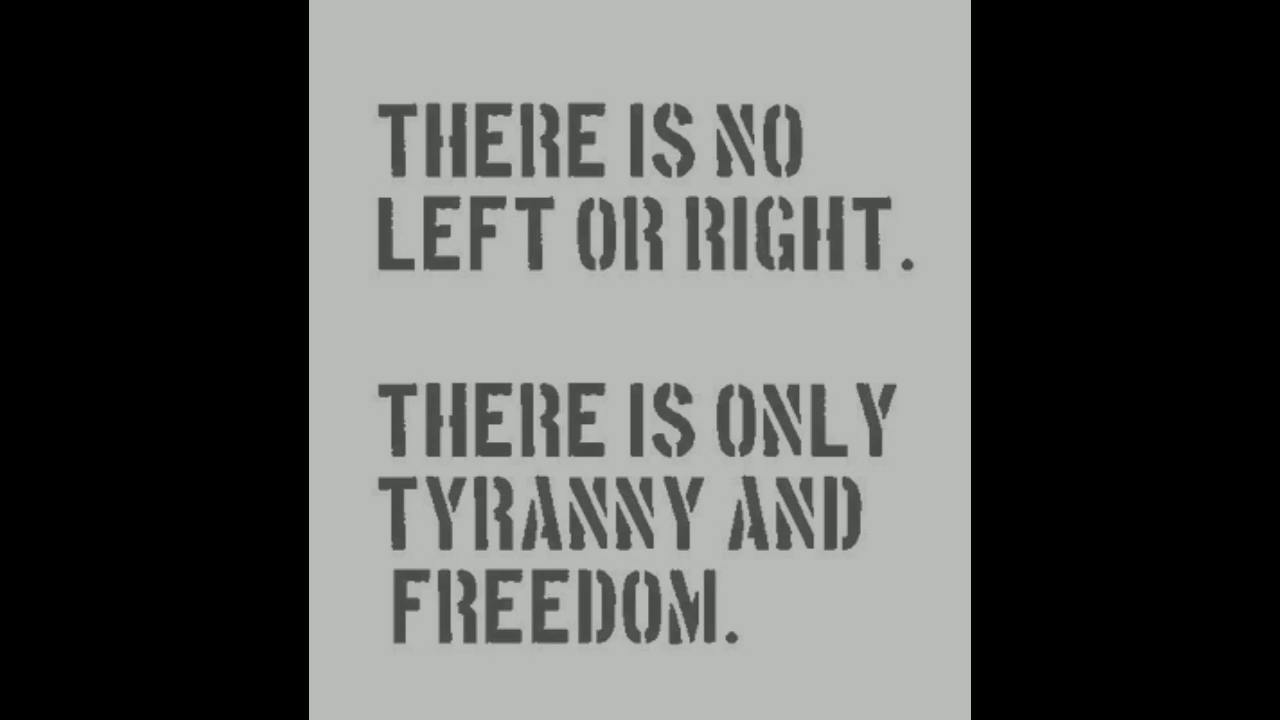 THERE IS NO
LEFT OR RIGHT.
THERE IS ONLY
TYRANNY AND
FREEDOM.